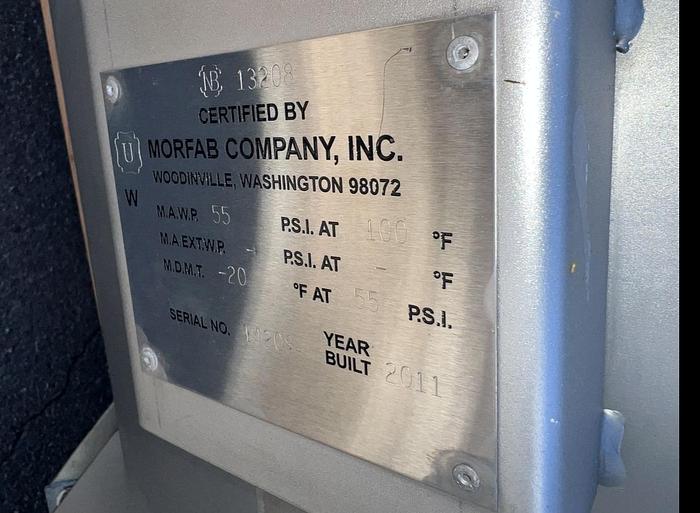 NB 13208
CERTIFIED BY
U MORFAB COMPANY, INC.
WOODINVILLE, WASHINGTON 98072
W
M.A.W.P. 55 P.S.I. AT 100 °F
M.A.EXT.W.P. - P.S.I. AT - °F
M.D.M.T. -20 °F AT 55 P.S.I.
SERIAL NO. YEAR BUILT 2011